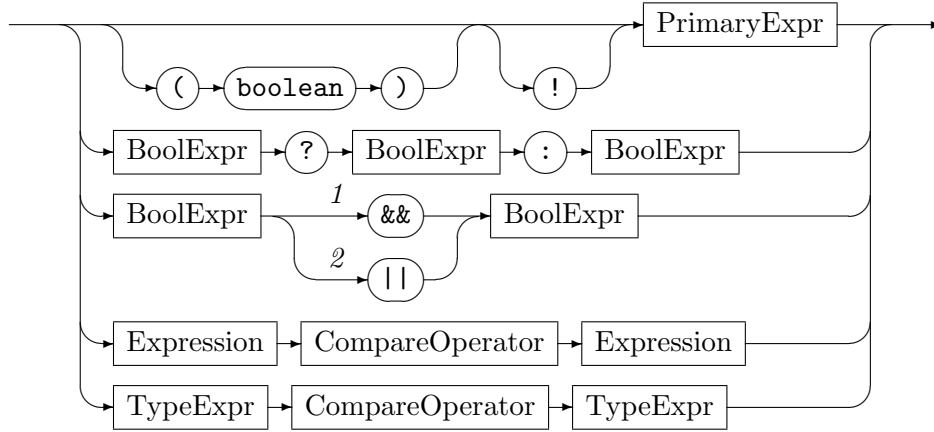 PrimaryExpr
( boolean ) !
BoolExpr ? BoolExpr : BoolExpr
BoolExpr 1 && BoolExpr
2 ||
Expression CompareOperator Expression
TypeExpr CompareOperator TypeExpr